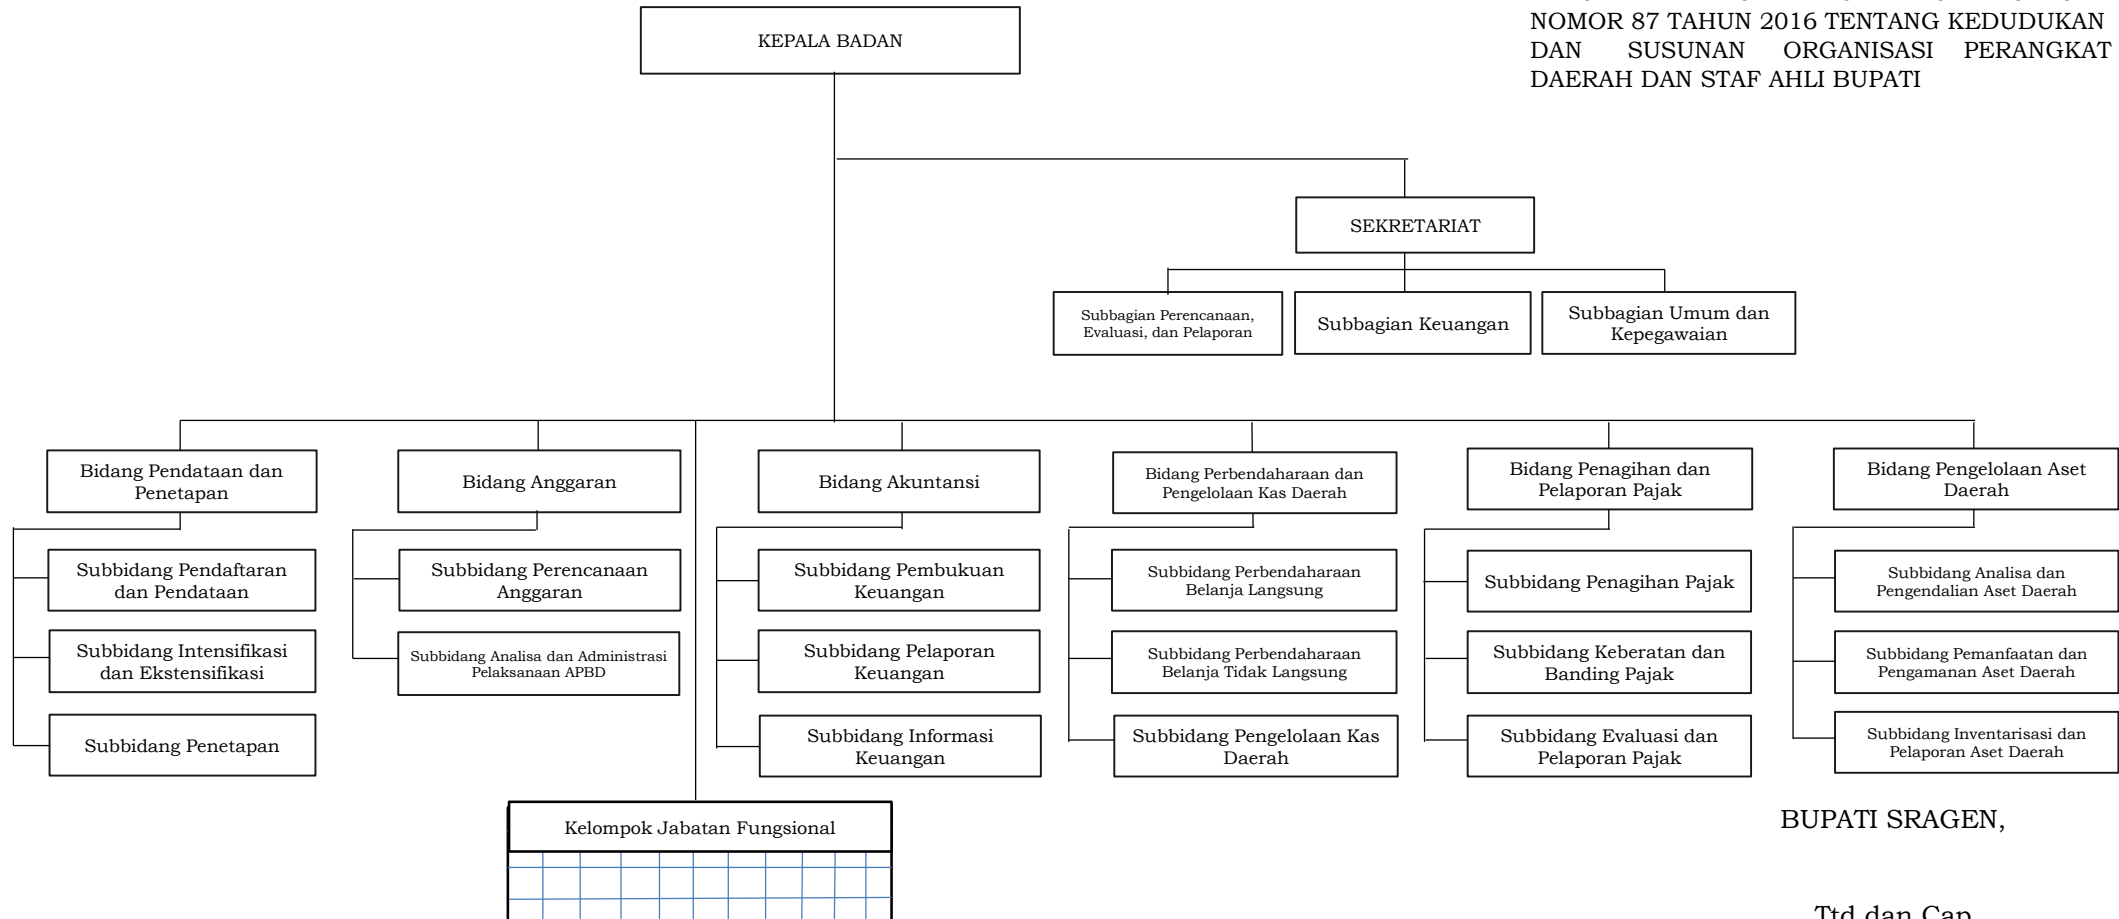 NOMOR 87 TAHUN 2016 TENTANG KEDUDUKAN
DAN SUSUNAN ORGANISASI PERANGKAT
DAERAH DAN STAF AHLI BUPATI
KEPALA BADAN
SEKRETARIAT
Subbagian Perencanaan,
Evaluasi, dan Pelaporan
Subbagian Keuangan
Subbagian Umum dan
Kepegawaian
Bidang Pendataan dan
Penetapan
Bidang Anggaran
Bidang Akuntansi
Bidang Perbendaharaan dan
Pengelolaan Kas Daerah
Bidang Penagihan dan
Pelaporan Pajak
Bidang Pengelolaan Aset
Daerah
Subbidang Pendaftaran
dan Pendataan
Subbidang Perencanaan
Anggaran
Subbidang Pembukuan
Keuangan
Subbidang Perbendaharaan
Belanja Langsung
Subbidang Penagihan Pajak
Subbidang Analisa dan
Pengendalian Aset Daerah
Subbidang Intensifikasi
dan Ekstensifikasi
Subbidang Analisa dan Administrasi
Pelaksanaan APBD
Subbidang Pelaporan
Keuangan
Subbidang Perbendaharaan
Belanja Tidak Langsung
Subbidang Keberatan dan
Banding Pajak
Subbidang Pemanfaatan dan
Pengamanan Aset Daerah
Subbidang Penetapan
Subbidang Informasi
Keuangan
Subbidang Pengelolaan Kas
Daerah
Subbidang Evaluasi dan
Pelaporan Pajak
Subbidang Inventarisasi dan
Pelaporan Aset Daerah
Kelompok Jabatan Fungsional
BUPATI SRAGEN,
Ttd dan Cap